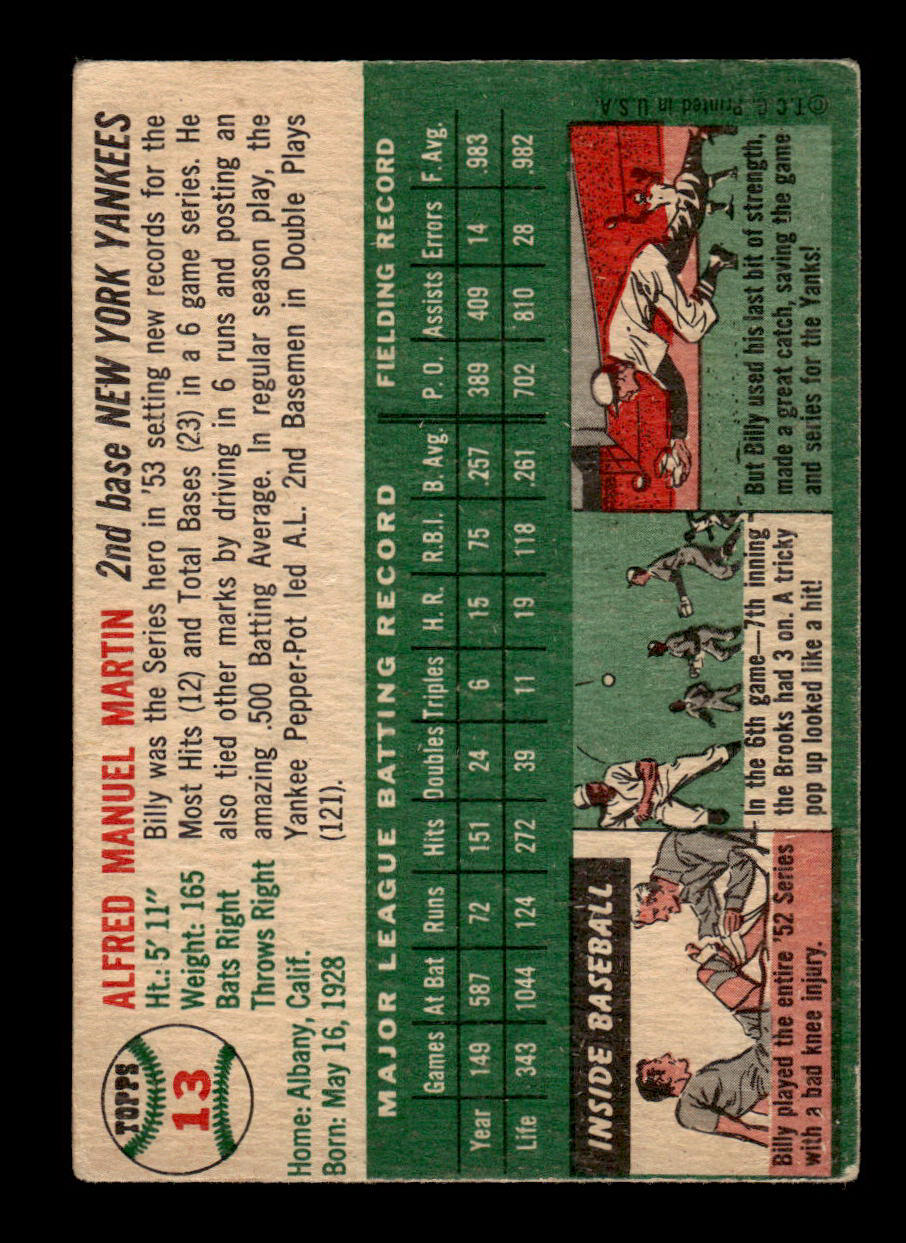 TOPPS
13
ALFRED MANUEL MARTIN 2nd base NEW YORK YANKEES
Ht.: 5' 11"
Weight: 165
Bats Right
Throws Right
Home: Albany, Calif.
Born: May 16, 1928
Billy was the Series hero in '53 setting new records for the
Most Hits (12) and Total Bases (23) in a 6 game series. He
also tied other marks by driving in 6 runs and posting an
amazing .500 Batting Average. In regular season play, the
Yankee Pepper-Pot led A.L. 2nd Basemen in Double Plays
(121).
MAJOR LEAGUE BATTING RECORD FIELDING RECORD
Games At Bat Runs Hits Doubles Triples H. R. R.B.I. B. Avg. P. O. Assists Errors F. Avg.
Year 149 587 72 151 24 6 15 75 .257 389 409 14 .983
Life 343 1044 124 272 39 11 19 118 .261 702 810 28 .982
INSIDE BASEBALL
Billy played the entire '52 Series
with a bad knee injury.
In the 6th game—7th inning
the Brooks had 3 on. A tricky
pop up looked like a hit!
But Billy used his last bit of strength,
made a great catch, saving the game
and series for the Yanks!
© T. C. G. Printed in U.S.A.